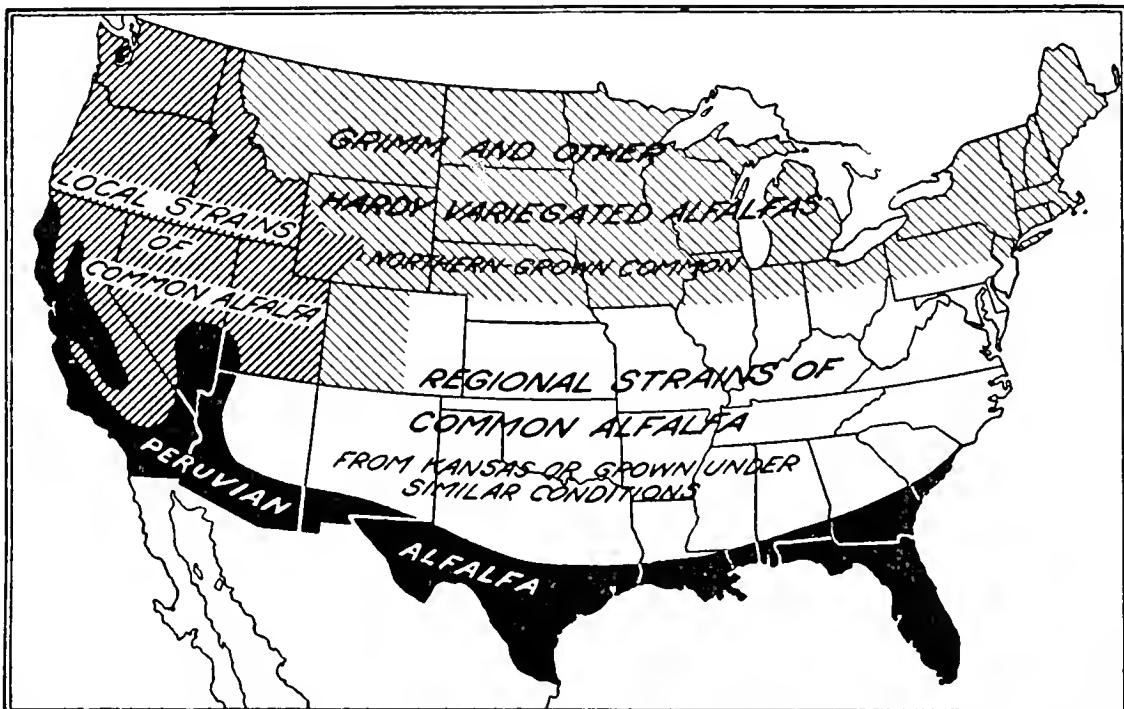 GRIMM AND OTHER
HARDY VARIEGATED ALFALFAS
NORTHERN-GROWN COMMON
LOCAL STRAINS
OF
COMMON ALFALFA
REGIONAL STRAINS OF
COMMON ALFALFA
FROM KANSAS OR GROWN UNDER
SIMILAR CONDITIONS
PERUVIAN
ALFALFA